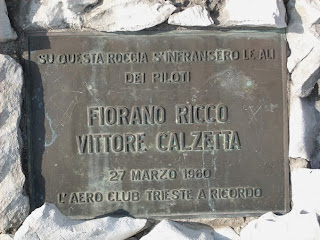 SU QUESTA ROCCIA S'INFRANSERO LE ALI
DEI PILOTI
FIORANO RICCO
VITTORE CALZETTA
27 MARZO 1960
L'AERO CLUB TRIESTE A RICORDO